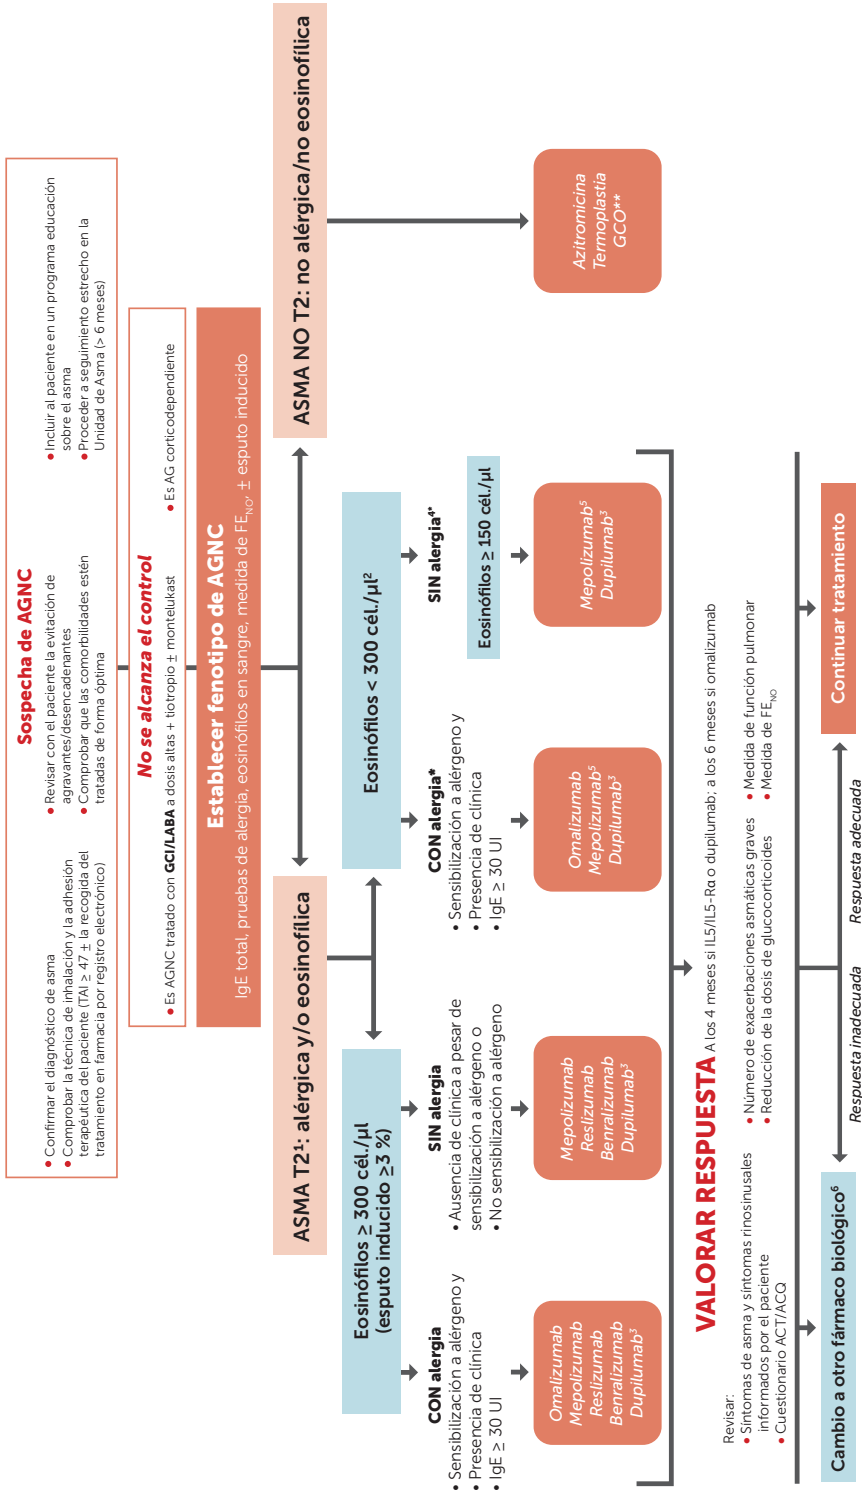 Sospecha de AGNC
• Confirmar el diagnóstico de asma
• Comprobar la técnica de inhalación y la adhesión
terapéutica del paciente (TAI ≥ 47 ± la recogida del
tratamiento en farmacia por registro electrónico)
• Revisar con el paciente la evitación de
agravantes/desencadenantes
• Comprobar que las comorbilidades estén
tratadas de forma óptima
• Incluir al paciente en un programa educación
sobre el asma
• Proceder a seguimiento estrecho en la
Unidad de Asma (> 6 meses)
No se alcanza el control
• Es AGNC tratado con GCI/LABA a dosis altas + tiotropio ± montelukast
• Es AG corticodependiente
Establecer fenotipo de AGNC
IgE total, pruebas de alergia, eosinófilos en sangre, medida de FENO, ± esputo inducido
ASMA T2¹: alérgica y/o eosinofílica
ASMA NO T2: no alérgica/no eosinofílica
Eosinófilos ≥ 300 cél./µl
(esputo inducido ≥3 %)
Eosinófilos < 300 cél./µl²
CON alergia
• Sensibilización a alérgeno y
• Presencia de clínica
• IgE ≥ 30 UI
SIN alergia
• Ausencia de clínica a pesar de
sensibilización a alérgeno o
• No sensibilización a alérgeno
CON alergia*
• Sensibilización a alérgeno y
• Presencia de clínica
• IgE ≥ 30 UI
SIN alergia⁴*
Eosinófilos ≥ 150 cél./µl
Omalizumab
Mepolizumab
Reslizumab
Benralizumab
Dupilumab³
Mepolizumab
Reslizumab
Benralizumab
Dupilumab³
Omalizumab
Mepolizumab⁵
Dupilumab³
Mepolizumab⁵
Dupilumab³
Azitromicina
Termoplastia
GCO**
VALORAR RESPUESTA A los 4 meses si IL5/IL5-Rα o dupilumab; a los 6 meses si omalizumab
Revisar:
• Síntomas de asma y síntomas rinosinusales
informados por el paciente
• Cuestionario ACT/ACQ
• Número de exacerbaciones asmáticas graves
• Reducción de la dosis de glucocorticoides
• Medida de función pulmonar
• Medida de FENO
Respuesta inadecuada
Respuesta adecuada
Cambio a otro fármaco biológico⁶
Continuar tratamiento